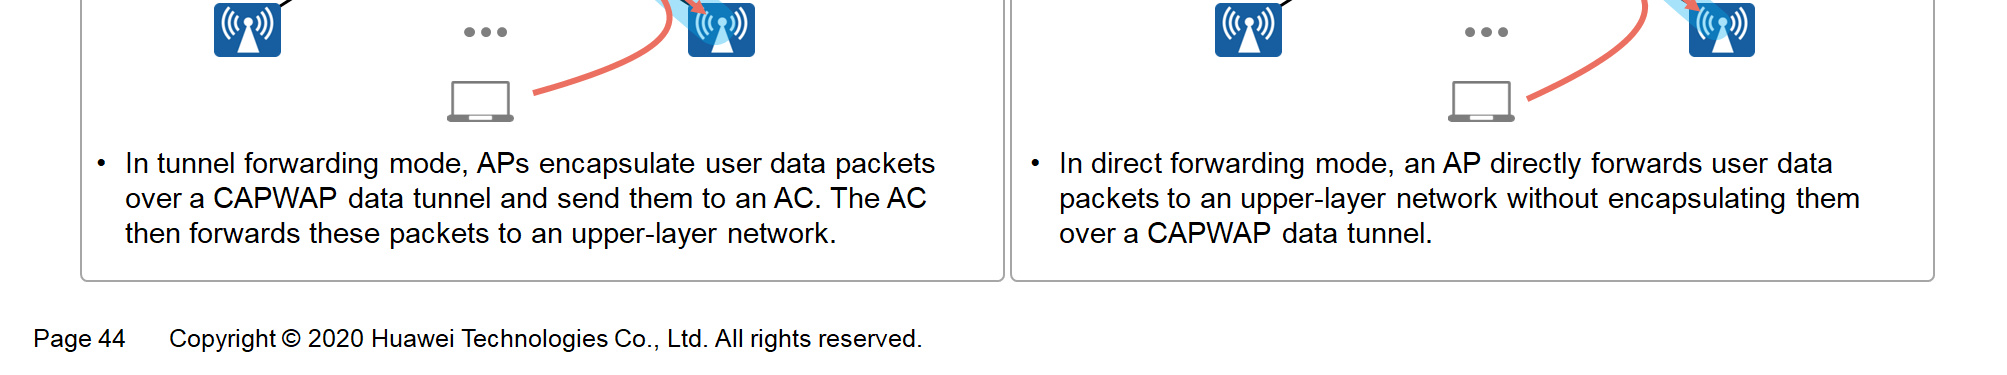 • In tunnel forwarding mode, APs encapsulate user data packets
over a CAPWAP data tunnel and send them to an AC. The AC
then forwards these packets to an upper-layer network.
• In direct forwarding mode, an AP directly forwards user data
packets to an upper-layer network without encapsulating them
over a CAPWAP data tunnel.
Page 44 Copyright © 2020 Huawei Technologies Co., Ltd. All rights reserved.